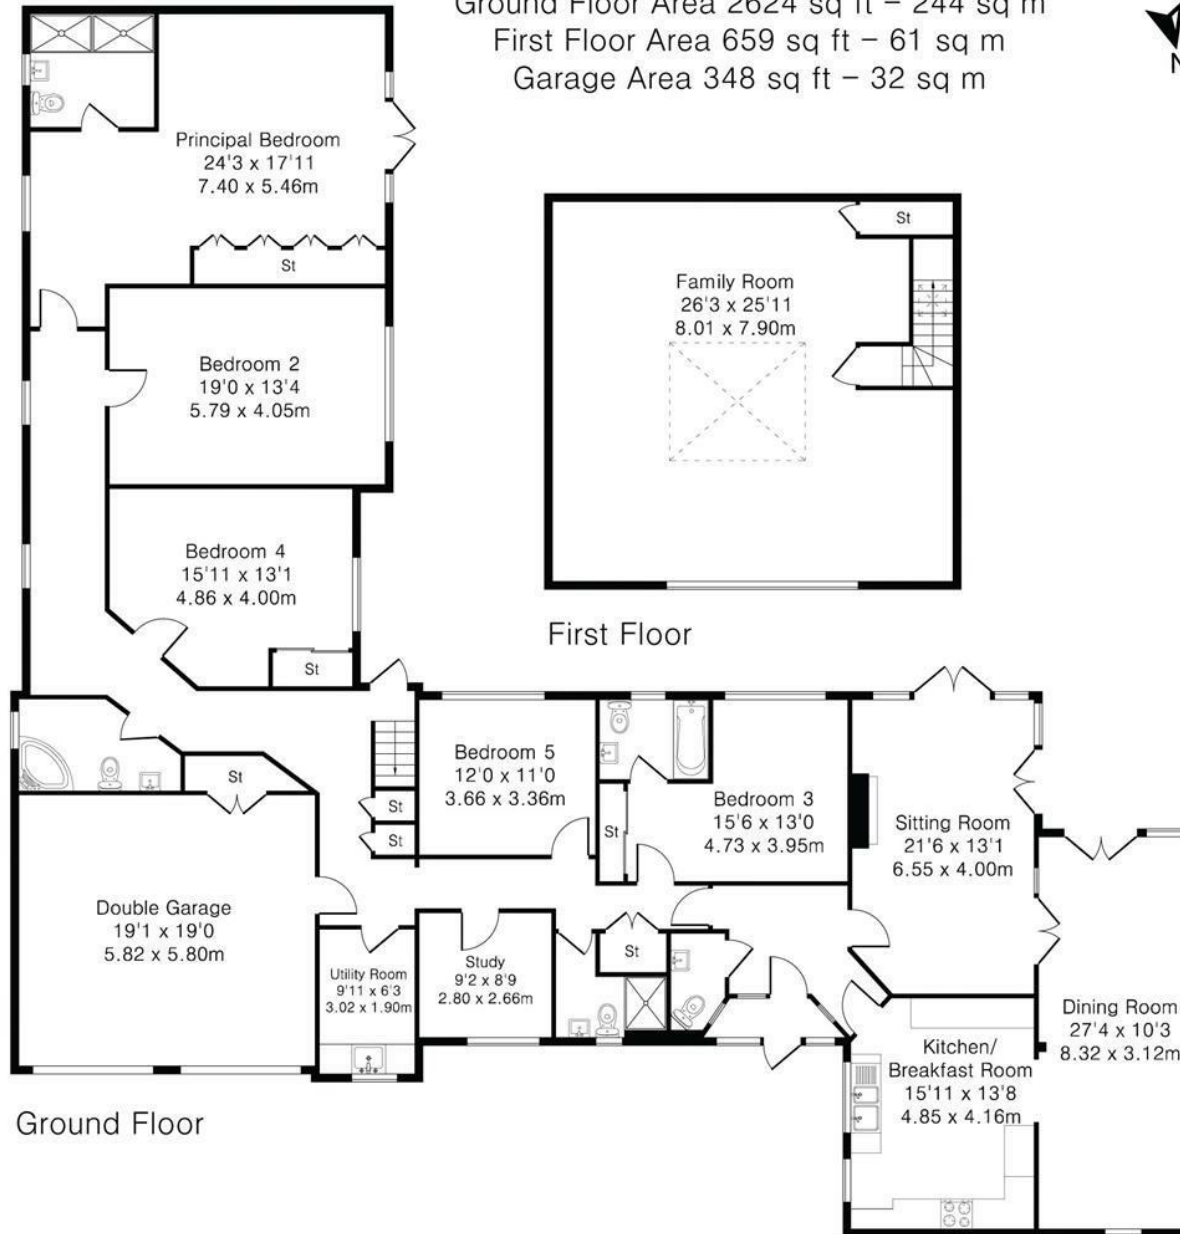 Ground Floor Area 2624 sq ft – 244 sq m
First Floor Area 659 sq ft – 61 sq m
Garage Area 348 sq ft – 32 sq m
N
Principal Bedroom
24'3 x 17'11
7.40 x 5.46m
St
Bedroom 2
19'0 x 13'4
5.79 x 4.05m
Bedroom 4
15'11 x 13'1
4.86 x 4.00m
St
St
Family Room
26'3 x 25'11
8.01 x 7.90m
First Floor
St
St
St
Bedroom 5
12'0 x 11'0
3.66 x 3.36m
St
Bedroom 3
15'6 x 13'0
4.73 x 3.95m
Sitting Room
21'6 x 13'1
6.55 x 4.00m
Double Garage
19'1 x 19'0
5.82 x 5.80m
Utility Room
9'11 x 6'3
3.02 x 1.90m
Study
9'2 x 8'9
2.80 x 2.66m
St
Kitchen/
Breakfast Room
15'11 x 13'8
4.85 x 4.16m
Dining Room
27'4 x 10'3
8.32 x 3.12m
Ground Floor